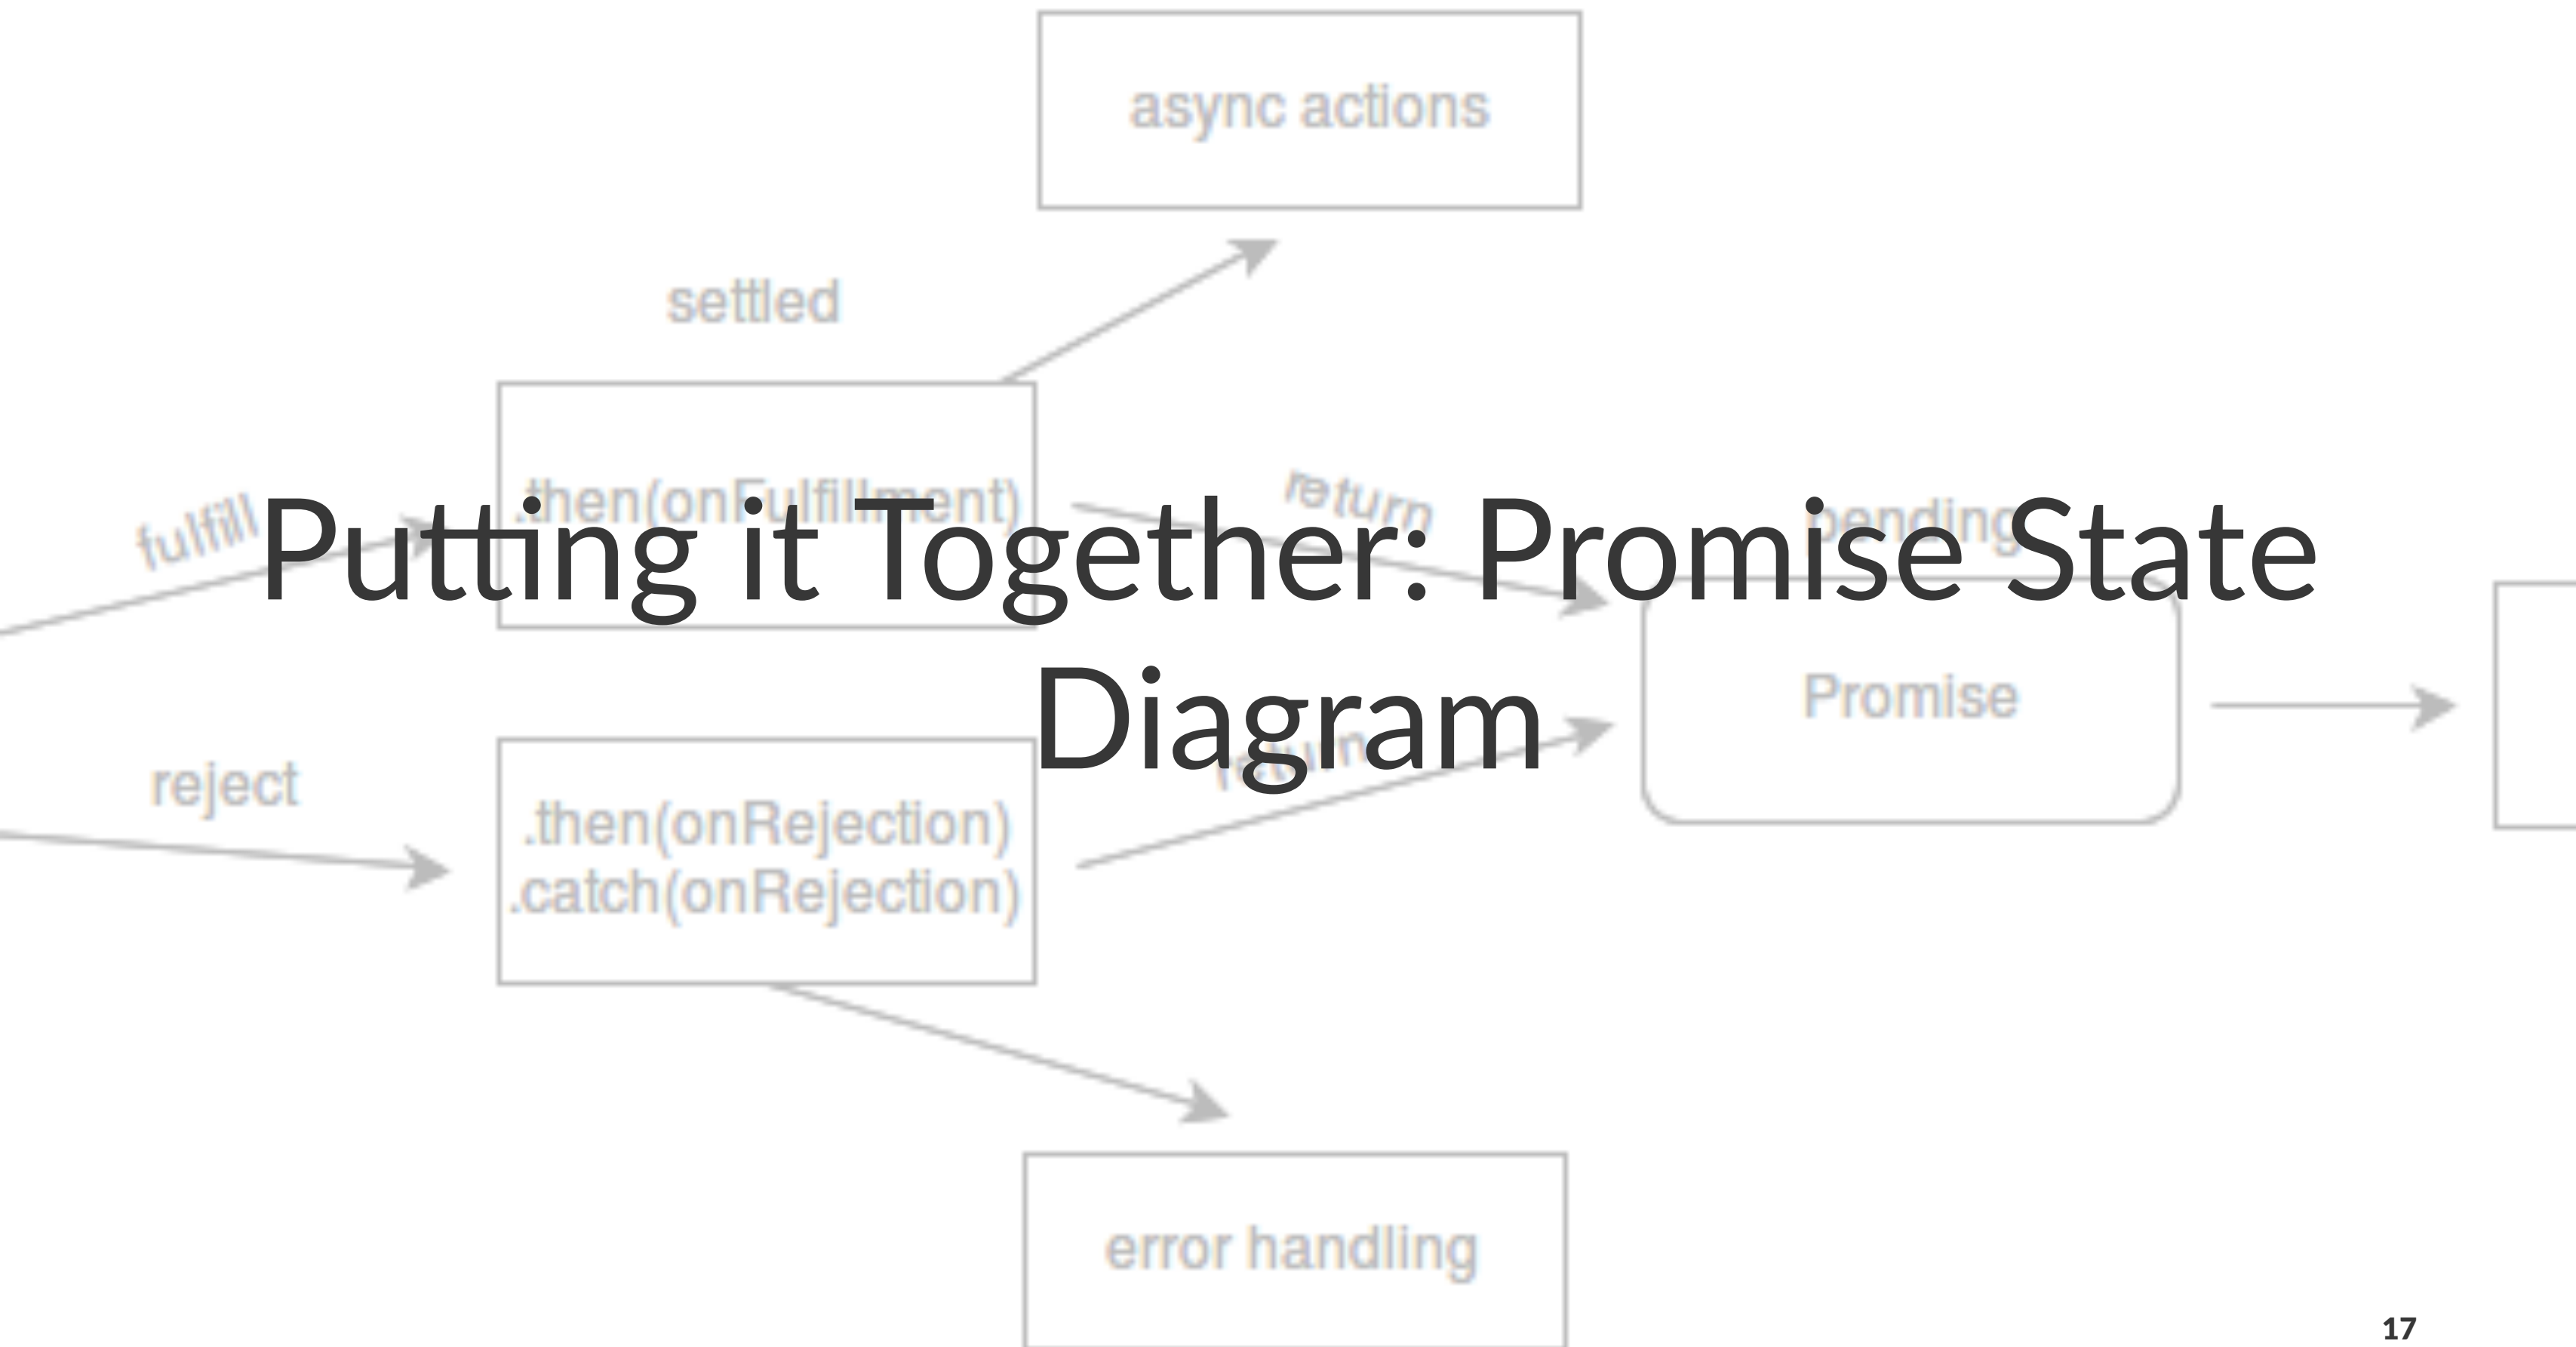 async actions
settled
fulfill
.then(onFulfillment)
return
pending
Putting it Together: Promise State
Diagram
Promise
reject
return
.then(onRejection)
.catch(onRejection)
error handling
17